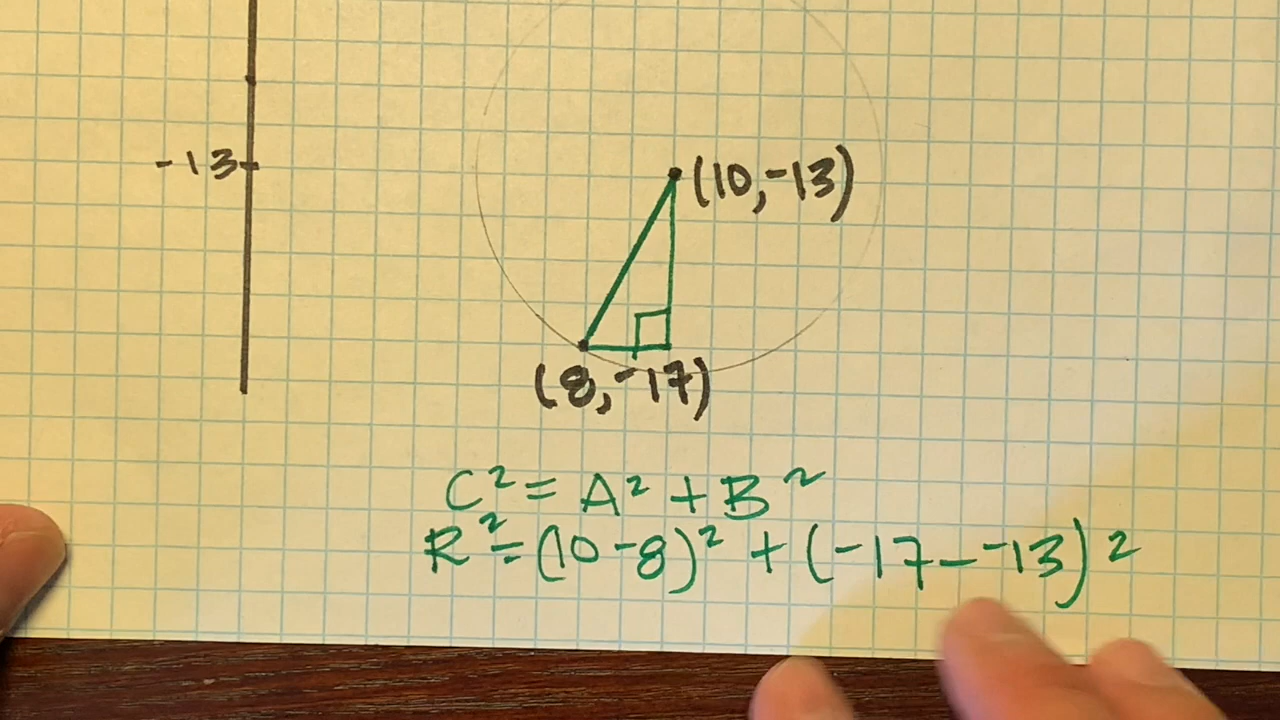 -13
(10,-13)
(8,-17)
C² = A² + B²
R² = (10-8)² + (-17--13)²